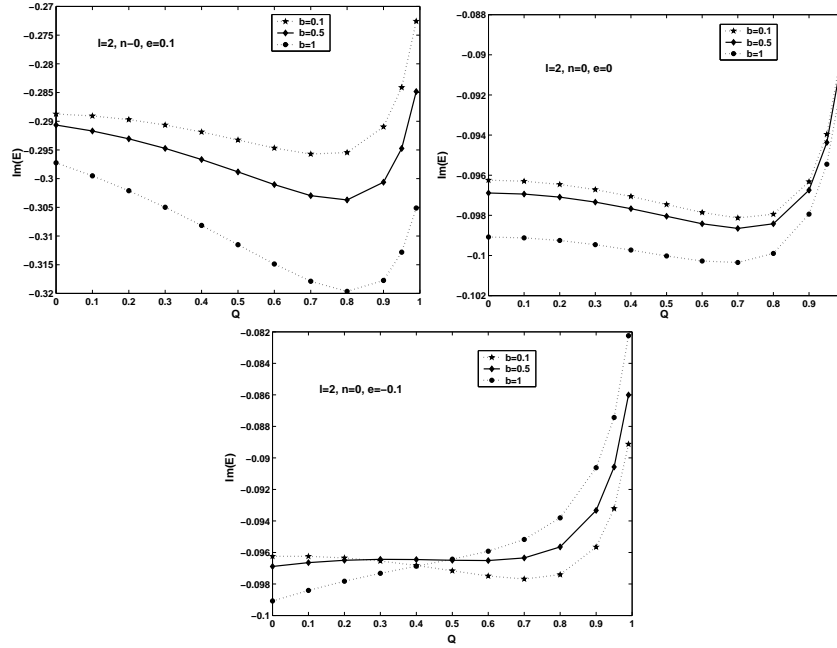 −0.27
−0.275
−0.28
−0.285
−0.29
−0.295
−0.3
−0.305
−0.31
−0.315
−0.32
Im(E)
l=2, n−0, e=0.1
b=0.1
b=0.5
b=1
0 0.1 0.2 0.3 0.4 0.5 0.6 0.7 0.8 0.9 1
Q
−0.088
−0.09
−0.092
−0.094
−0.096
−0.098
−0.1
−0.102
Im(E)
l=2, n=0, e=0
b=0.1
b=0.5
b=1
0 0.1 0.2 0.3 0.4 0.5 0.6 0.7 0.8 0.9 1
Q
−0.082
−0.084
−0.086
−0.088
−0.09
−0.092
−0.094
−0.096
−0.098
−0.1
Im(E)
l=2, n=0, e=−0.1
b=0.1
b=0.5
b=1
0 0.1 0.2 0.3 0.4 0.5 0.6 0.7 0.8 0.9 1
Q